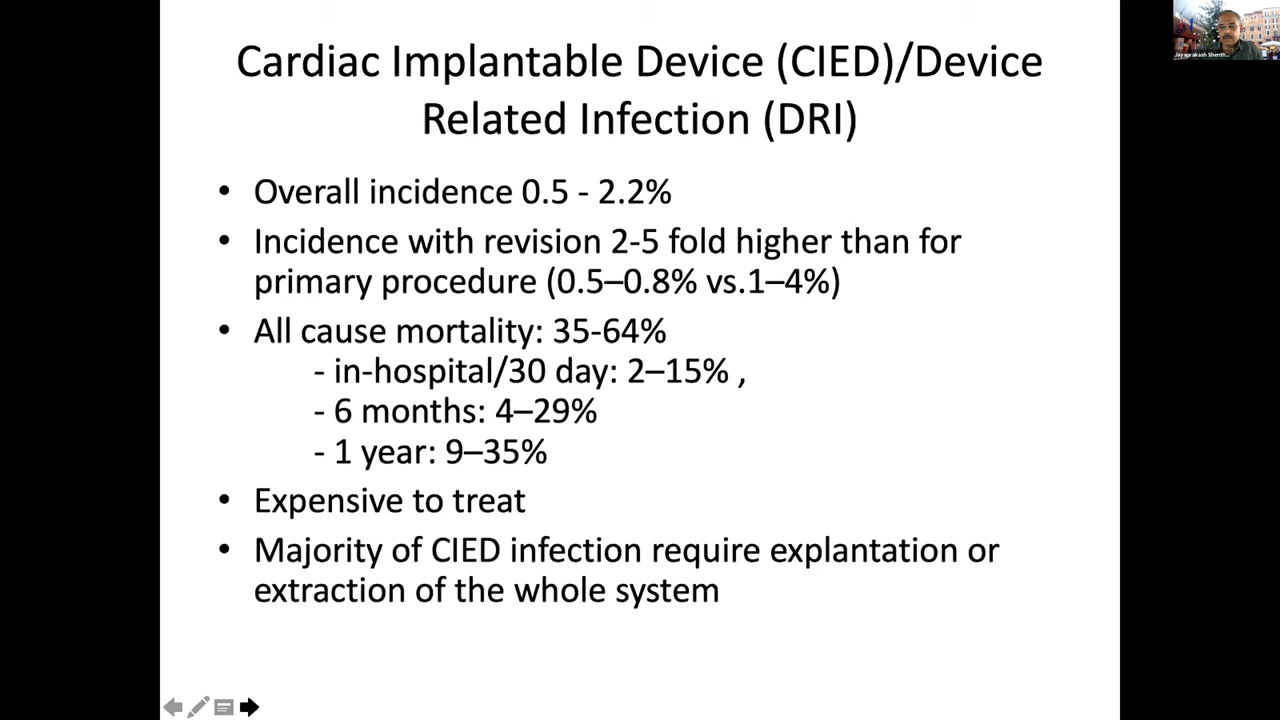 Cardiac Implantable Device (CIED)/Device
Related Infection (DRI)
• Overall incidence 0.5 - 2.2%
• Incidence with revision 2-5 fold higher than for
primary procedure (0.5–0.8% vs.1–4%)
• All cause mortality: 35-64%
- in-hospital/30 day: 2–15% ,
- 6 months: 4–29%
- 1 year: 9–35%
• Expensive to treat
• Majority of CIED infection require explantation or
extraction of the whole system
Jayaprakash Shenth...